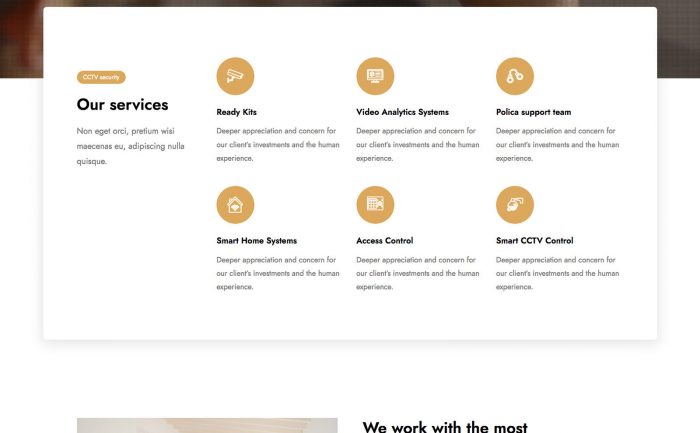 CCTV security
Our services
Non eget orci, pretium wisi
maecenas eu, adipiscing nulla
quisque.
Ready Kits
Deeper appreciation and concern for
our client's investments and the human
experience.
Video Analytics Systems
Deeper appreciation and concern for
our client's investments and the human
experience.
Polica support team
Deeper appreciation and concern for
our client's investments and the human
experience.
Smart Home Systems
Deeper appreciation and concern for
our client's investments and the human
experience.
Access Control
Deeper appreciation and concern for
our client's investments and the human
experience.
Smart CCTV Control
Deeper appreciation and concern for
our client's investments and the human
experience.
We work with the most